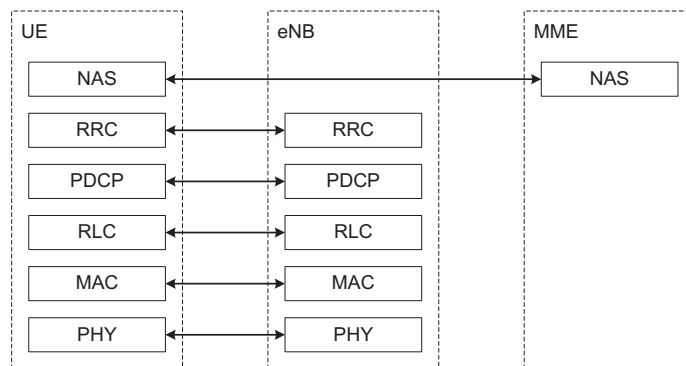 UE eNB MME
NAS NAS
RRC RRC
PDCP PDCP
RLC RLC
MAC MAC
PHY PHY